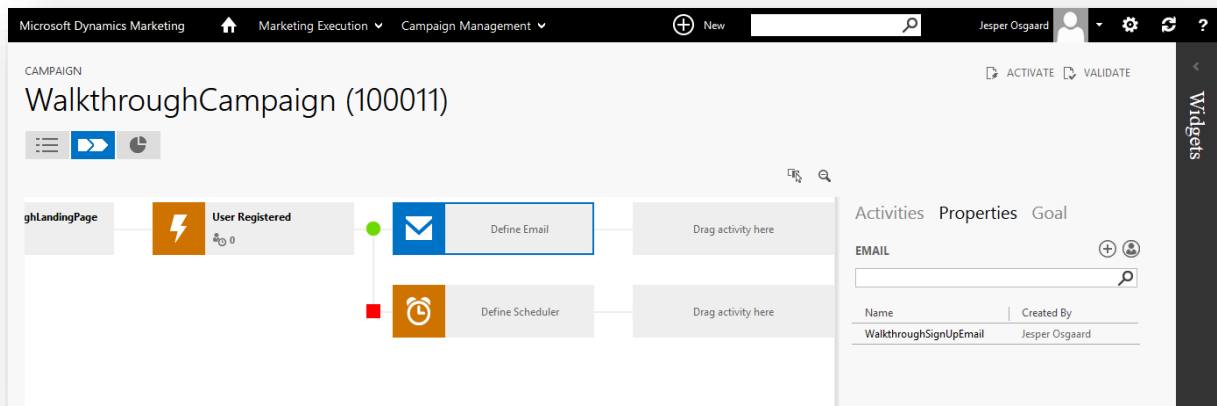 Microsoft Dynamics Marketing Marketing Execution Campaign Management New Jesper Osgaard ?
CAMPAIGN
ACTIVATE VALIDATE
WalkthroughCampaign (100011)
Widgets
ghLandingPage
User Registered
0
Define Email
Drag activity here
Define Scheduler
Drag activity here
Activities Properties Goal
EMAIL
Name Created By
WalkthroughSignUpEmail Jesper Osgaard